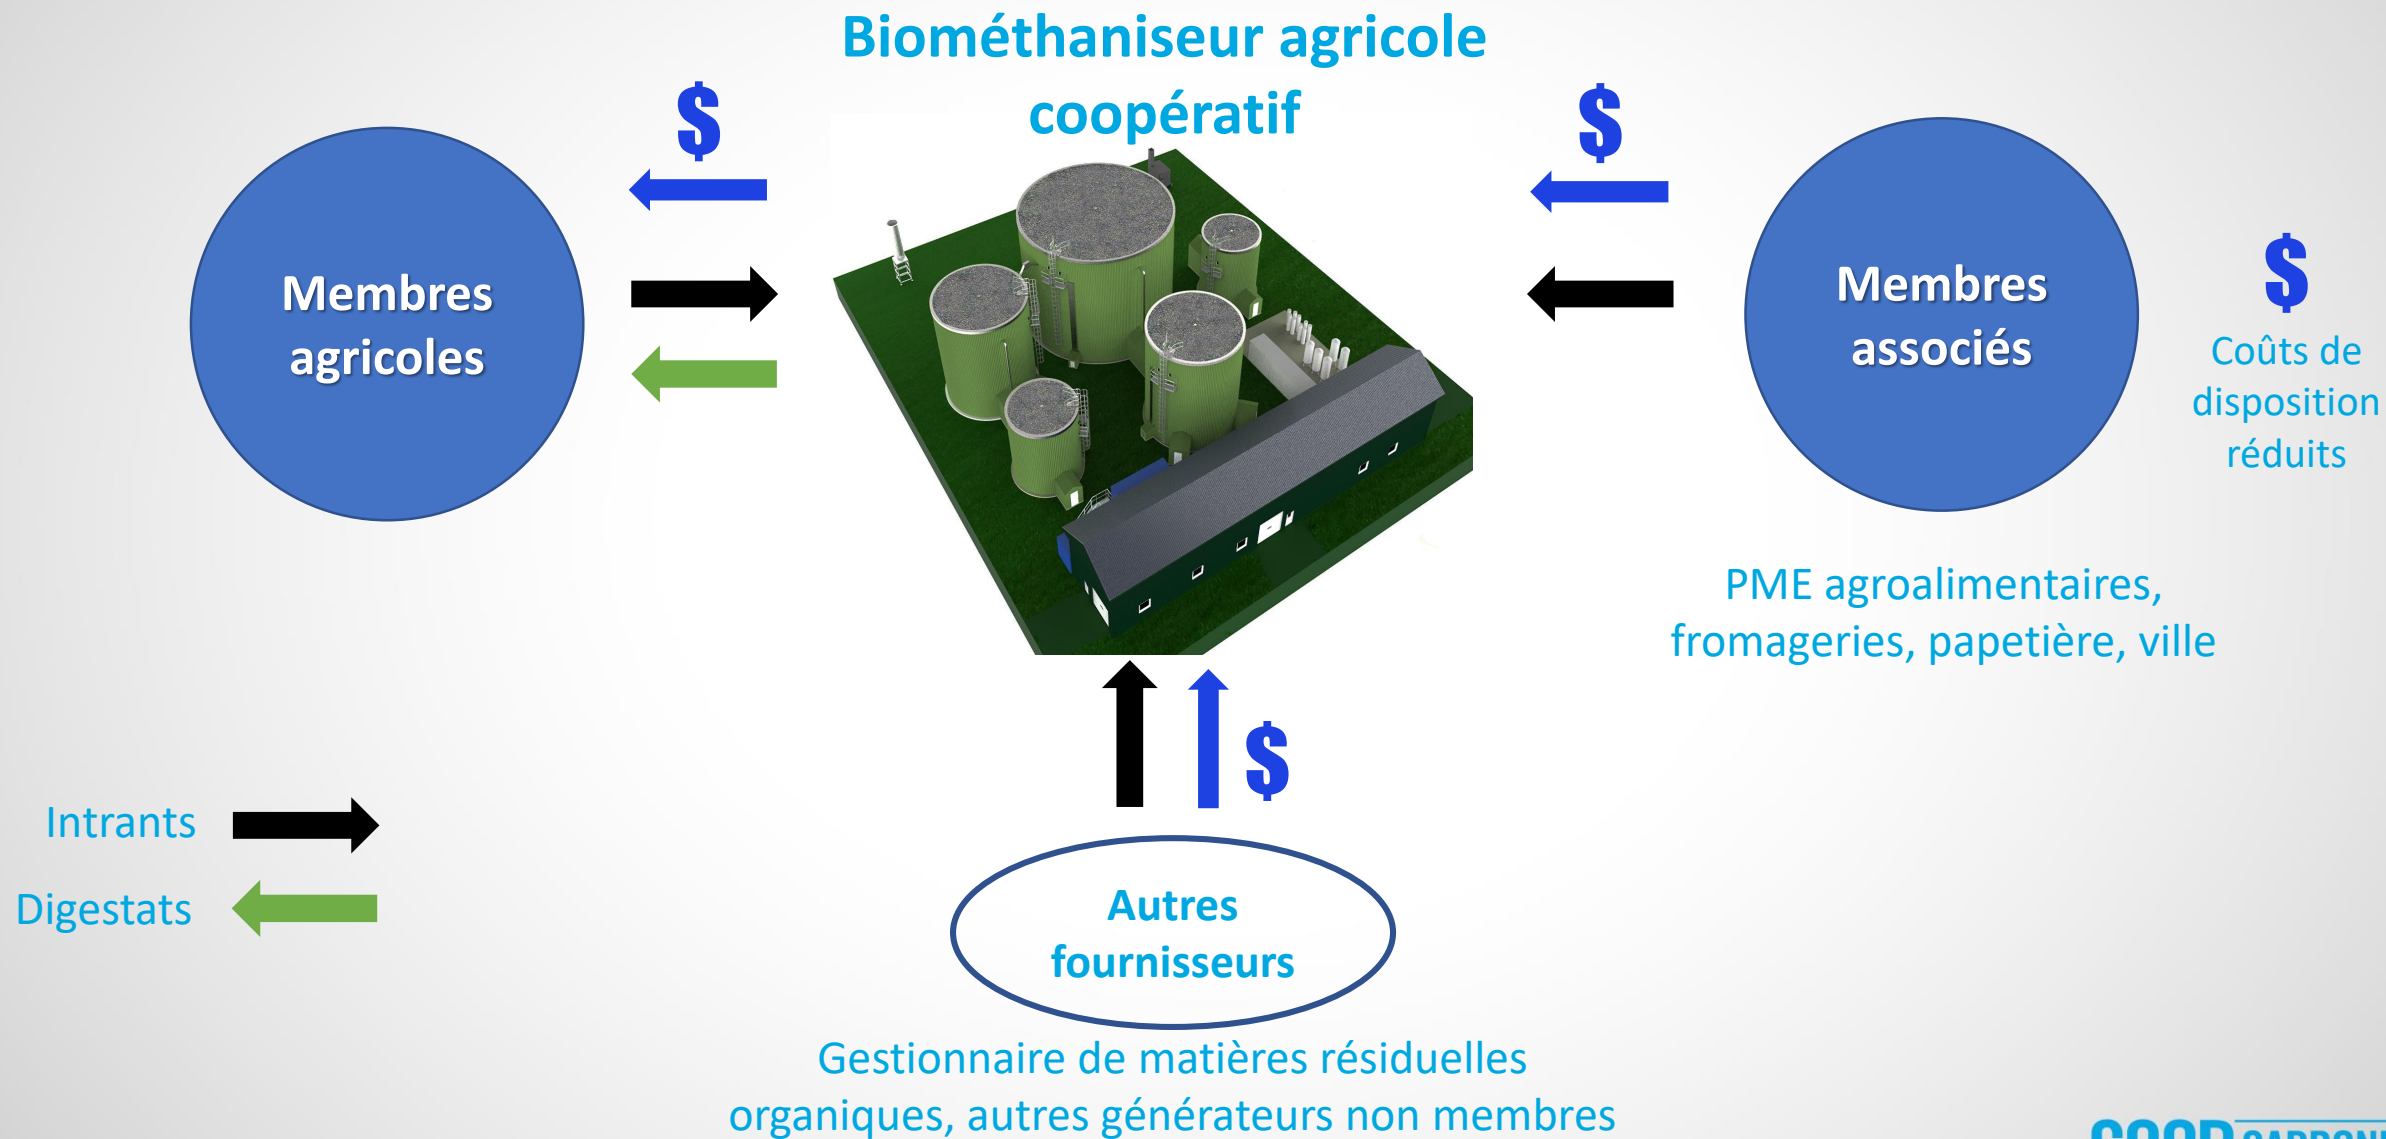 Biométhaniseur agricole
coopératif
$
$
Membres
agricoles
Membres
associés
$
Coûts de
disposition
réduits
PME agroalimentaires,
fromageries, papetière, ville
$
Intrants
Digestats
Autres
fournisseurs
Gestionnaire de matières résiduelles
organiques, autres générateurs non membres